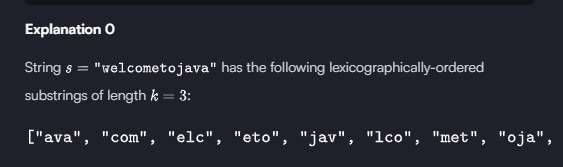 Explanation 0
String s = "welcometojava" has the following lexicographically-ordered
substrings of length k = 3:
["ava", "com", "elc", "eto", "jav", "lco", "met", "oja",